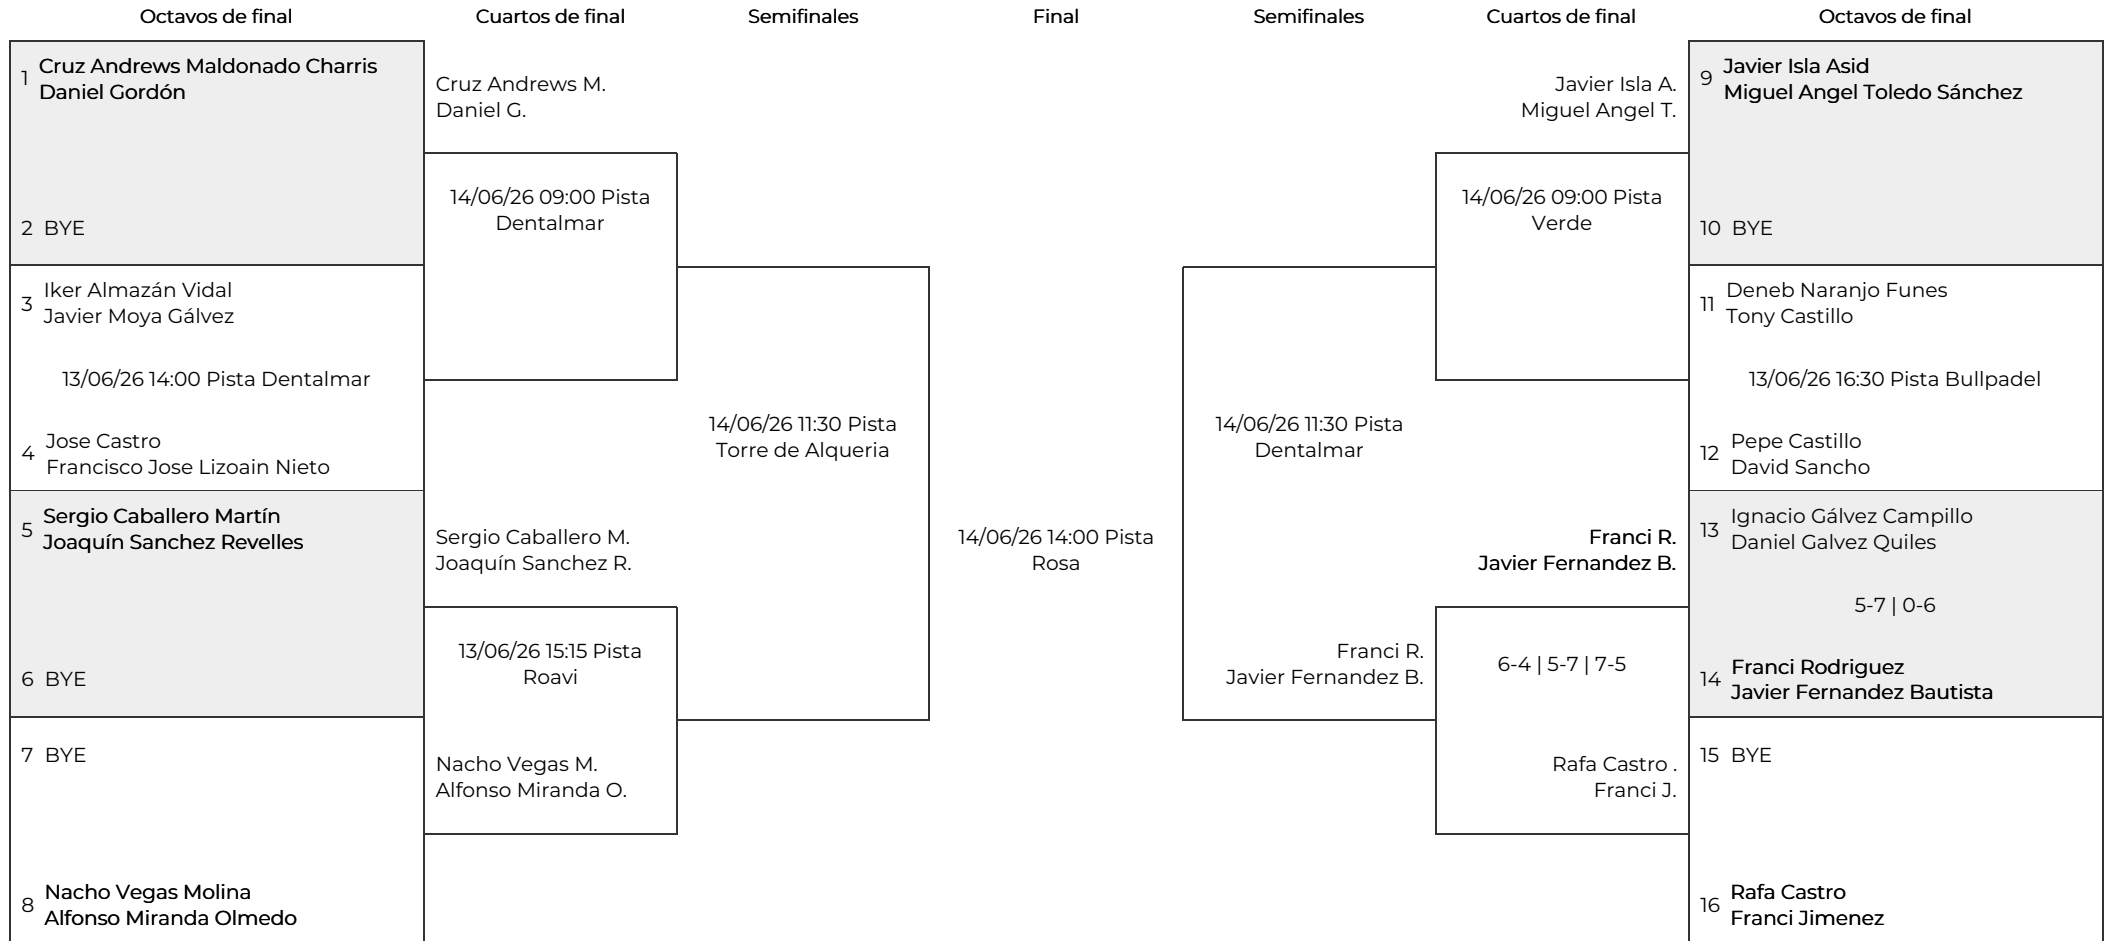 Octavos de final
Cuartos de final
Semifinales
Final
Semifinales
Cuartos de final
Octavos de final
1 Cruz Andrews Maldonado Charris
Daniel Gordón
2 BYE
3 Iker Almazán Vidal
Javier Moya Gálvez
13/06/26 14:00 Pista Dentalmar
4 Jose Castro
Francisco Jose Lizoain Nieto
5 Sergio Caballero Martín
Joaquín Sanchez Revelles
6 BYE
7 BYE
8 Nacho Vegas Molina
Alfonso Miranda Olmedo
Cruz Andrews M.
Daniel G.
14/06/26 09:00 Pista
Dentalmar
Sergio Caballero M.
Joaquín Sanchez R.
13/06/26 15:15 Pista
Roavi
Nacho Vegas M.
Alfonso Miranda O.
14/06/26 11:30 Pista
Torre de Alqueria
14/06/26 14:00 Pista
Rosa
14/06/26 11:30 Pista
Dentalmar
Franci R.
Javier Fernandez B.
Javier Isla A.
Miguel Angel T.
14/06/26 09:00 Pista
Verde
Franci R.
Javier Fernandez B.
6-4 | 5-7 | 7-5
Rafa Castro .
Franci J.
9 Javier Isla Asid
Miguel Angel Toledo Sánchez
10 BYE
11 Deneb Naranjo Funes
Tony Castillo
13/06/26 16:30 Pista Bullpadel
12 Pepe Castillo
David Sancho
13 Ignacio Gálvez Campillo
Daniel Galvez Quiles
5-7 | 0-6
14 Franci Rodriguez
Javier Fernandez Bautista
15 BYE
16 Rafa Castro
Franci Jimenez